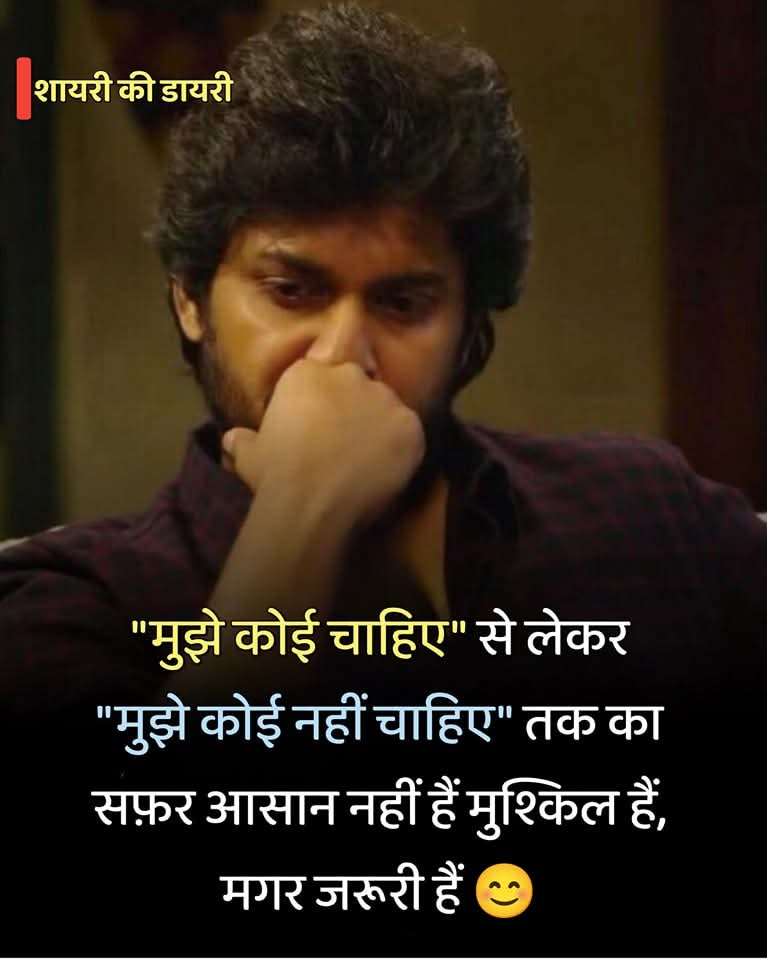 शायरी की डायरी
"मुझे कोई चाहिए" से लेकर
"मुझे कोई नहीं चाहिए" तक का
सफ़र आसान नहीं हैं मुश्किल हैं,
मगर जरूरी हैं 😊